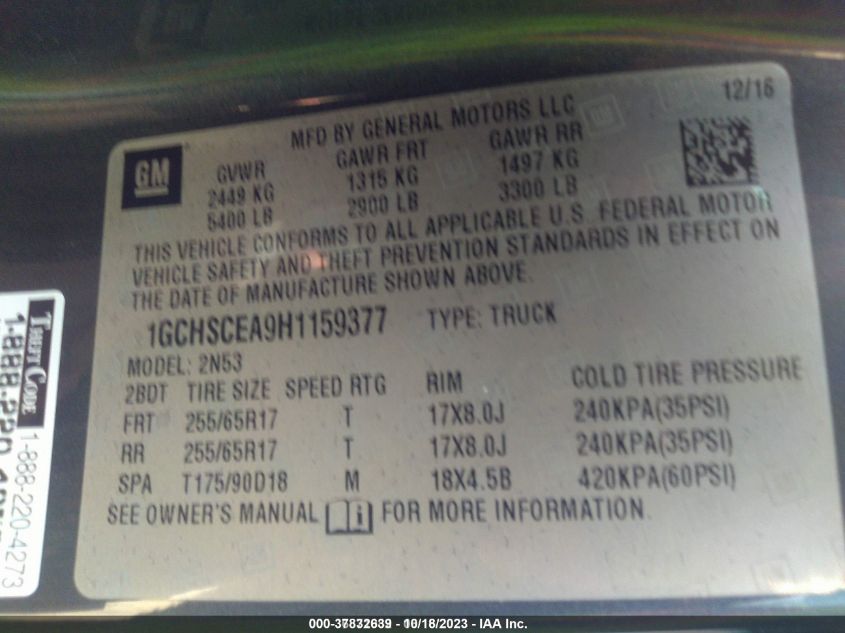 12/16
MFD BY GENERAL MOTORS LLC
GM
GVWR GAWR FRT GAWR RR
2449 KG 1315 KG 1497 KG
5400 LB 2900 LB 3300 LB
THIS VEHICLE CONFORMS TO ALL APPLICABLE U.S. FEDERAL MOTOR
VEHICLE SAFETY AND THEFT PREVENTION STANDARDS IN EFFECT ON
THE DATE OF MANUFACTURE SHOWN ABOVE.
1GCHSCEA9H1159377 TYPE: TRUCK
MODEL: 2N53
2BDT TIRE SIZE SPEED RTG RIM COLD TIRE PRESSURE
FRT 255/65R17 T 17X8.0J 240KPA(35PSI)
RR 255/65R17 T 17X8.0J 240KPA(35PSI)
SPA T175/90D18 M 18X4.5B 420KPA(60PSI)
SEE OWNER'S MANUAL FOR MORE INFORMATION.
THEFT CODE
1-888-220-4273
000-37832639 - 10/18/2023 - IAA Inc.